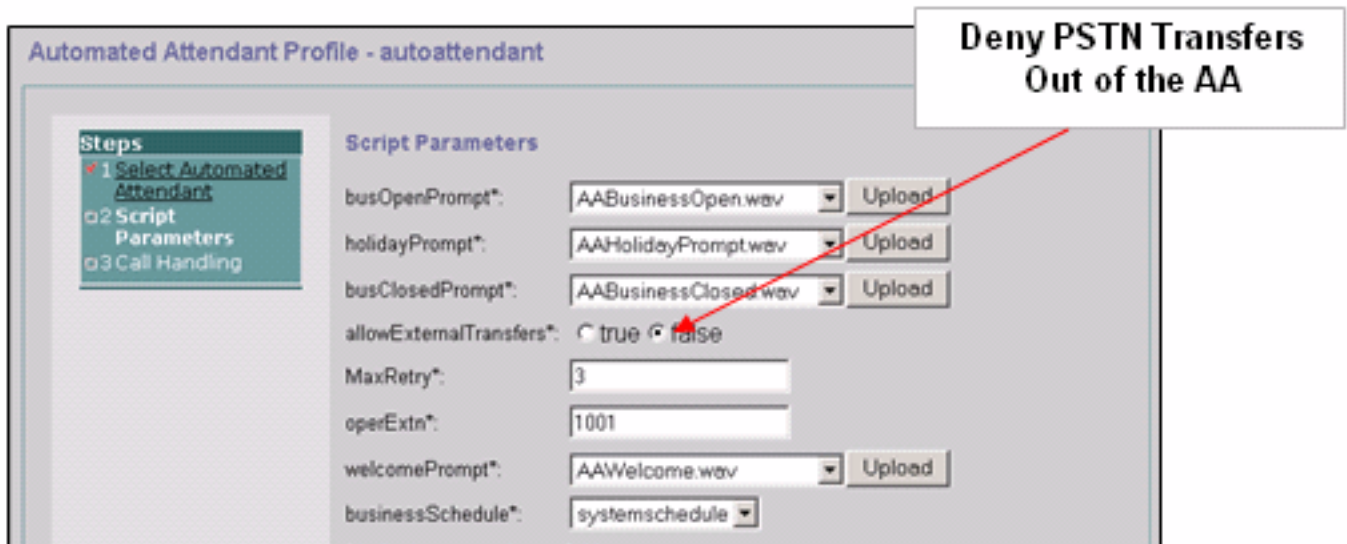 Deny PSTN Transfers
Out of the AA
Automated Attendant Profile - autoattendant
Steps
1 Select Automated
Attendant
2 Script
Parameters
3 Call Handling
Script Parameters
busOpenPrompt*: AABusinessOpen.wav Upload
holidayPrompt*: AAHolidayPrompt.wav Upload
busClosedPrompt*: AABusinessClosed.wav Upload
allowExternalTransfers*: true false
MaxRetry*: 3
operExtn*: 1001
welcomePrompt*: AAWelcome.wav Upload
businessSchedule*: systemschedule